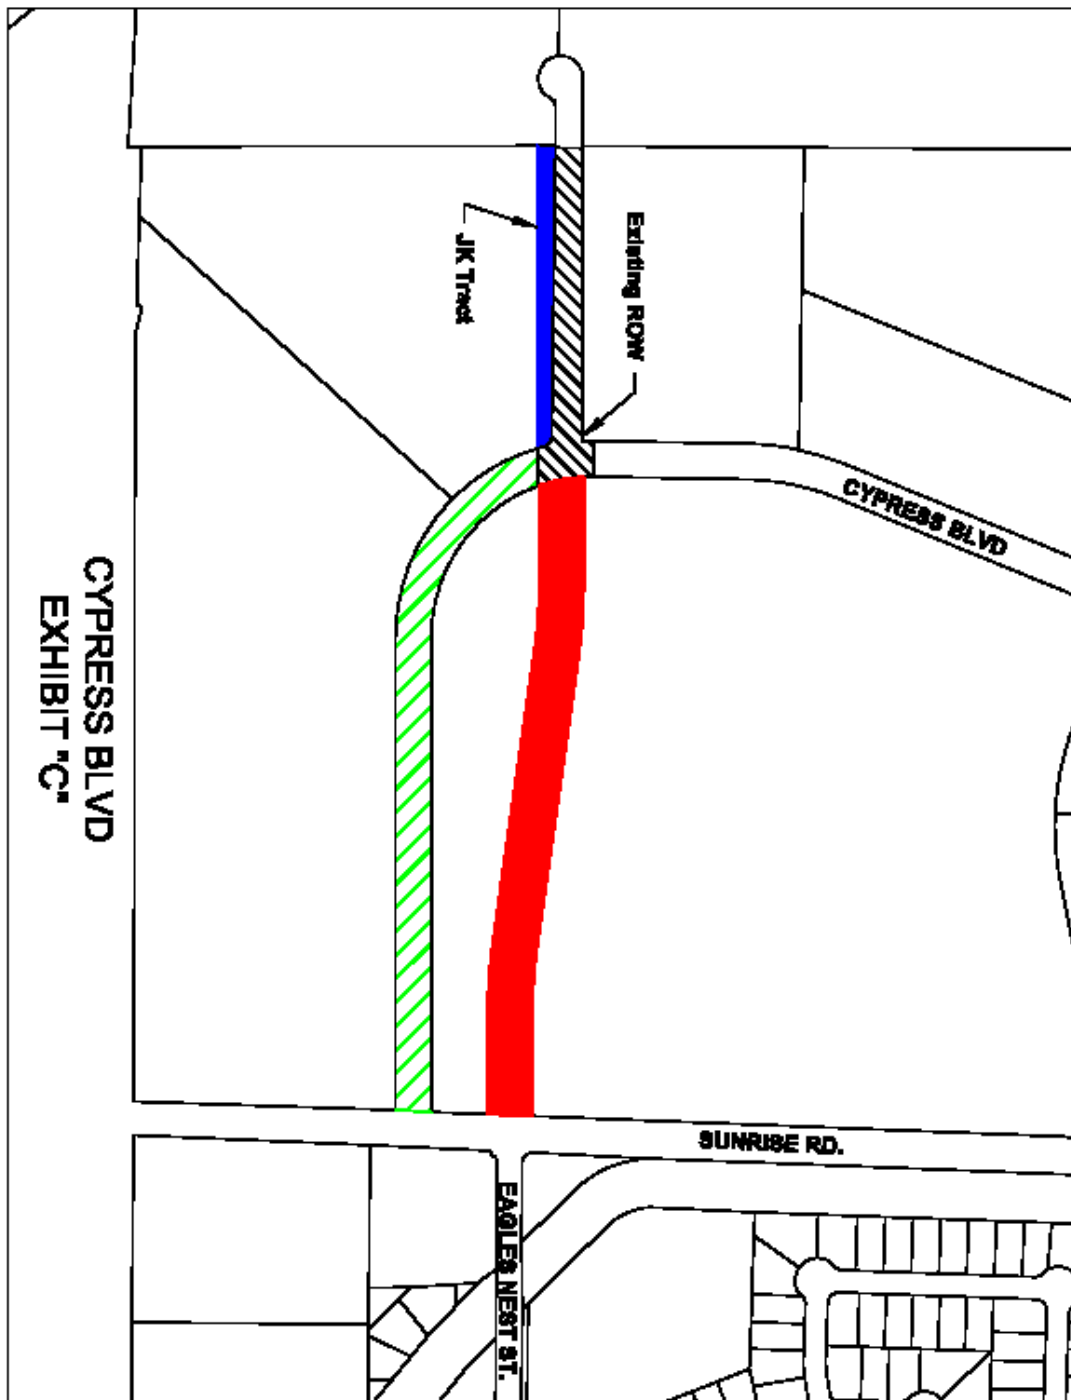 Existing ROW
JK Tract
CYPRESS BLVD
CYPRESS BLVD
EXHIBIT "C"
SUNRISE RD.
EAGLES NEST ST.